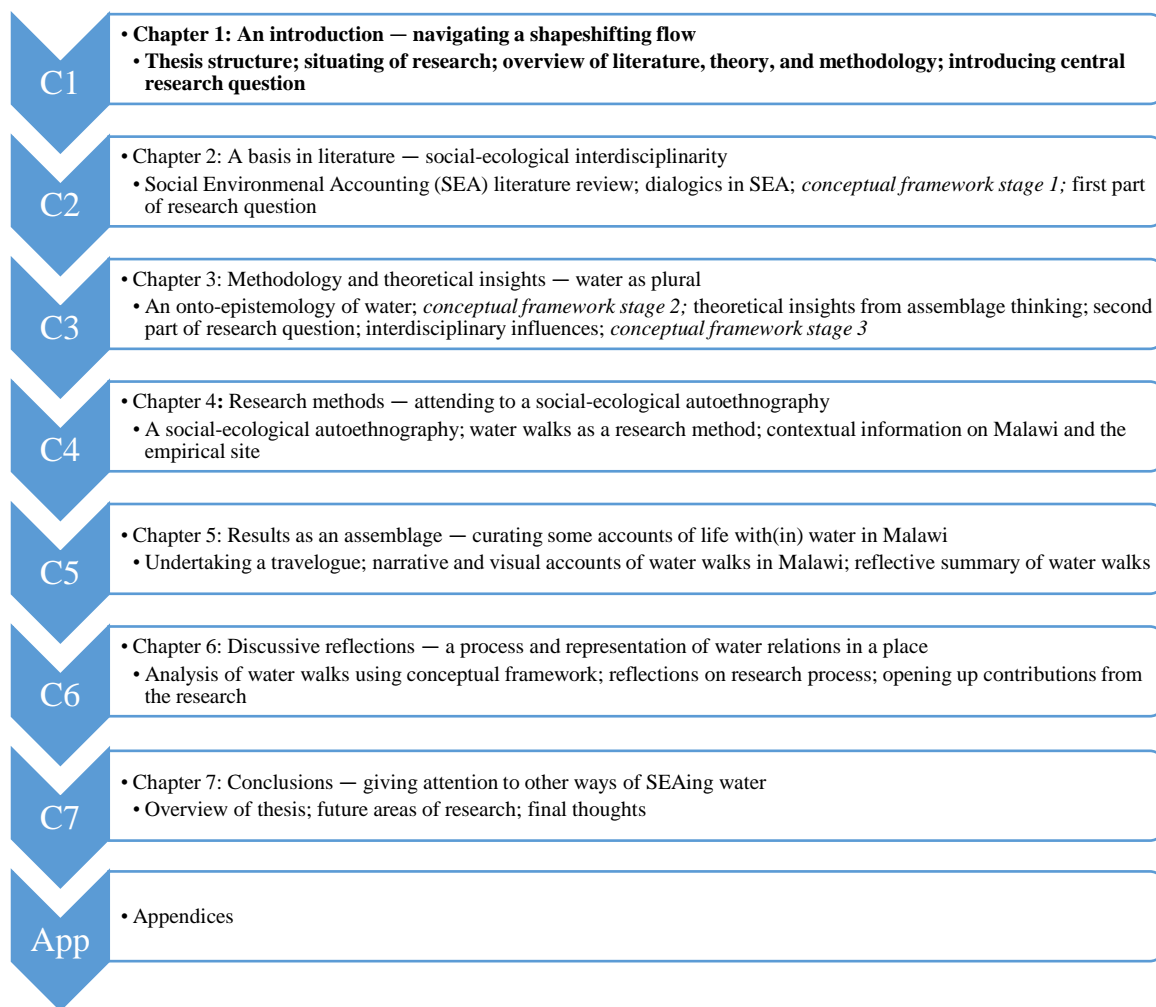 C1
• Chapter 1: An introduction — navigating a shapeshifting flow
• Thesis structure; situating of research; overview of literature, theory, and methodology; introducing central
research question
C2
• Chapter 2: A basis in literature — social-ecological interdisciplinarity
• Social Environmenal Accounting (SEA) literature review; dialogics in SEA; conceptual framework stage 1; first part
of research question
C3
• Chapter 3: Methodology and theoretical insights — water as plural
• An onto-epistemology of water; conceptual framework stage 2; theoretical insights from assemblage thinking; second
part of research question; interdisciplinary influences; conceptual framework stage 3
C4
• Chapter 4: Research methods — attending to a social-ecological autoethnography
• A social-ecological autoethnography; water walks as a research method; contextual information on Malawi and the
empirical site
C5
• Chapter 5: Results as an assemblage — curating some accounts of life with(in) water in Malawi
• Undertaking a travelogue; narrative and visual accounts of water walks in Malawi; reflective summary of water walks
C6
• Chapter 6: Discussive reflections — a process and representation of water relations in a place
• Analysis of water walks using conceptual framework; reflections on research process; opening up contributions from
the research
C7
• Chapter 7: Conclusions — giving attention to other ways of SEAing water
• Overview of thesis; future areas of research; final thoughts
App
• Appendices